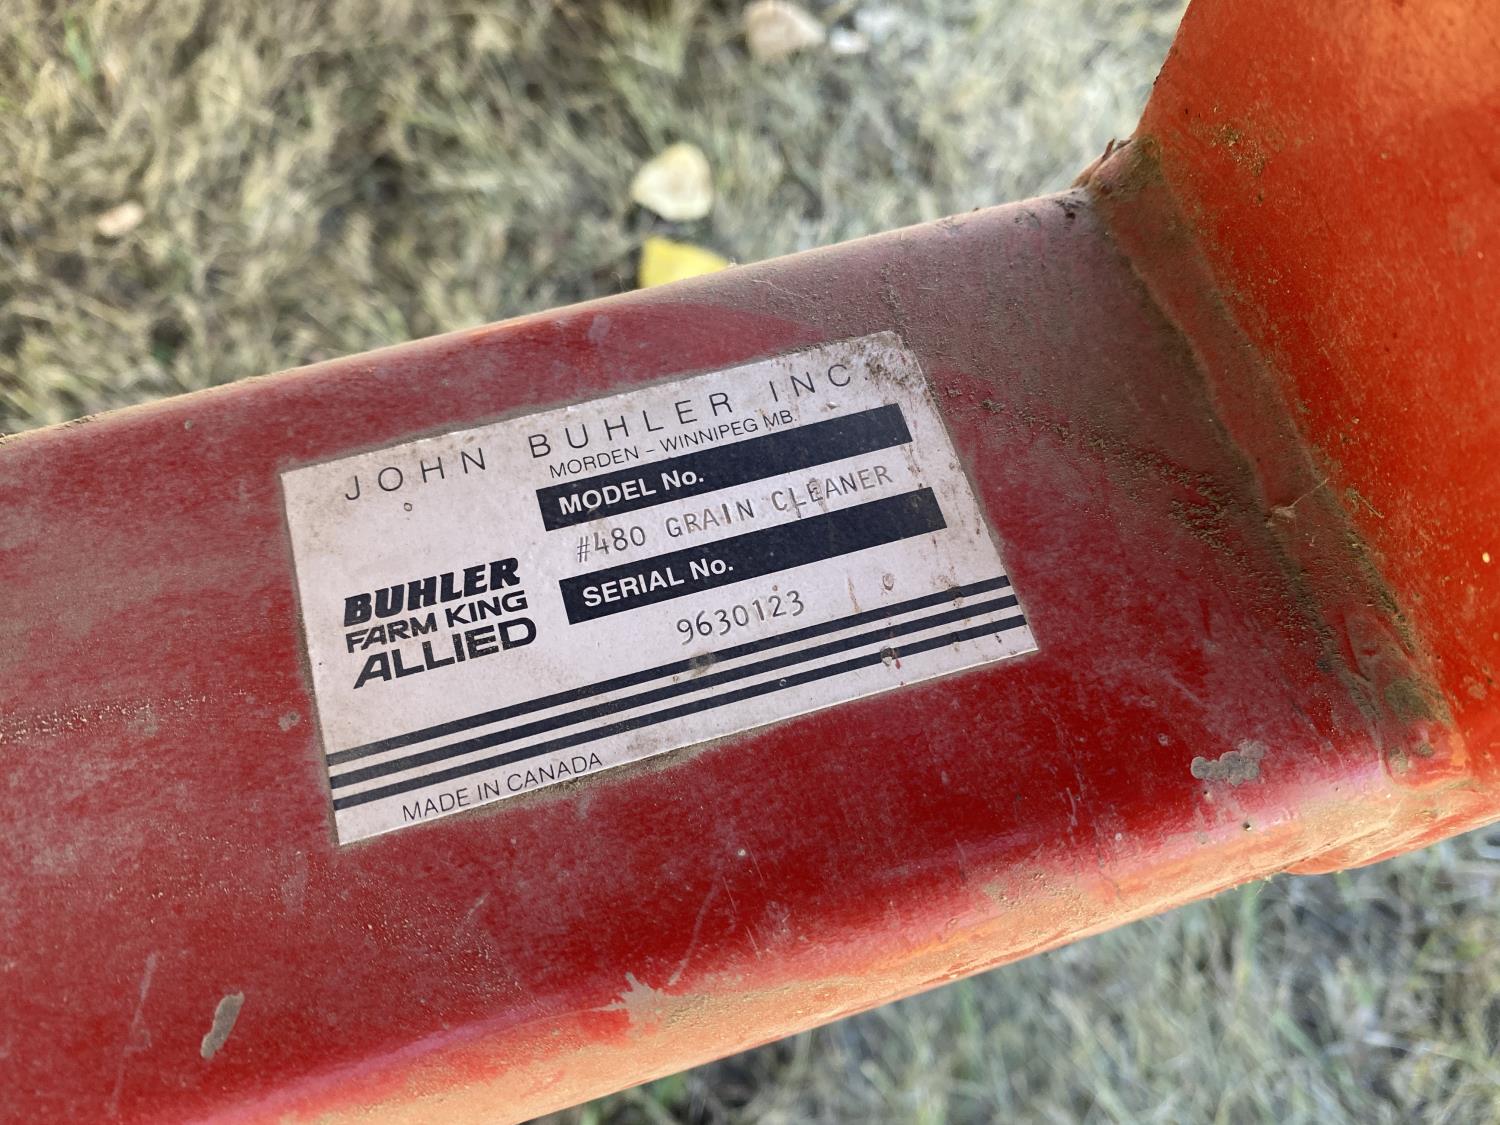 JOHN BUHLER INC.
MORDEN - WINNIPEG MB.
MODEL No.
#480 GRAIN CLEANER
SERIAL No.
9630123
BUHLER
FARM KING
ALLIED
MADE IN CANADA